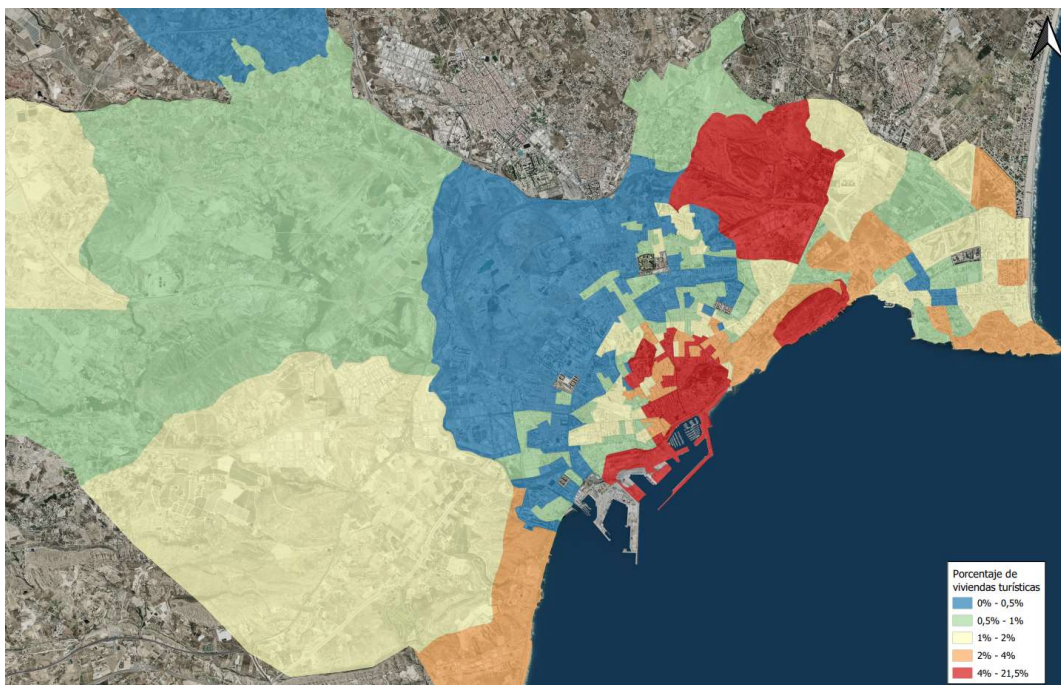 Porcentaje de
viviendas turísticas
0% - 0,5%
0,5% - 1%
1% - 2%
2% - 4%
4% - 21,5%